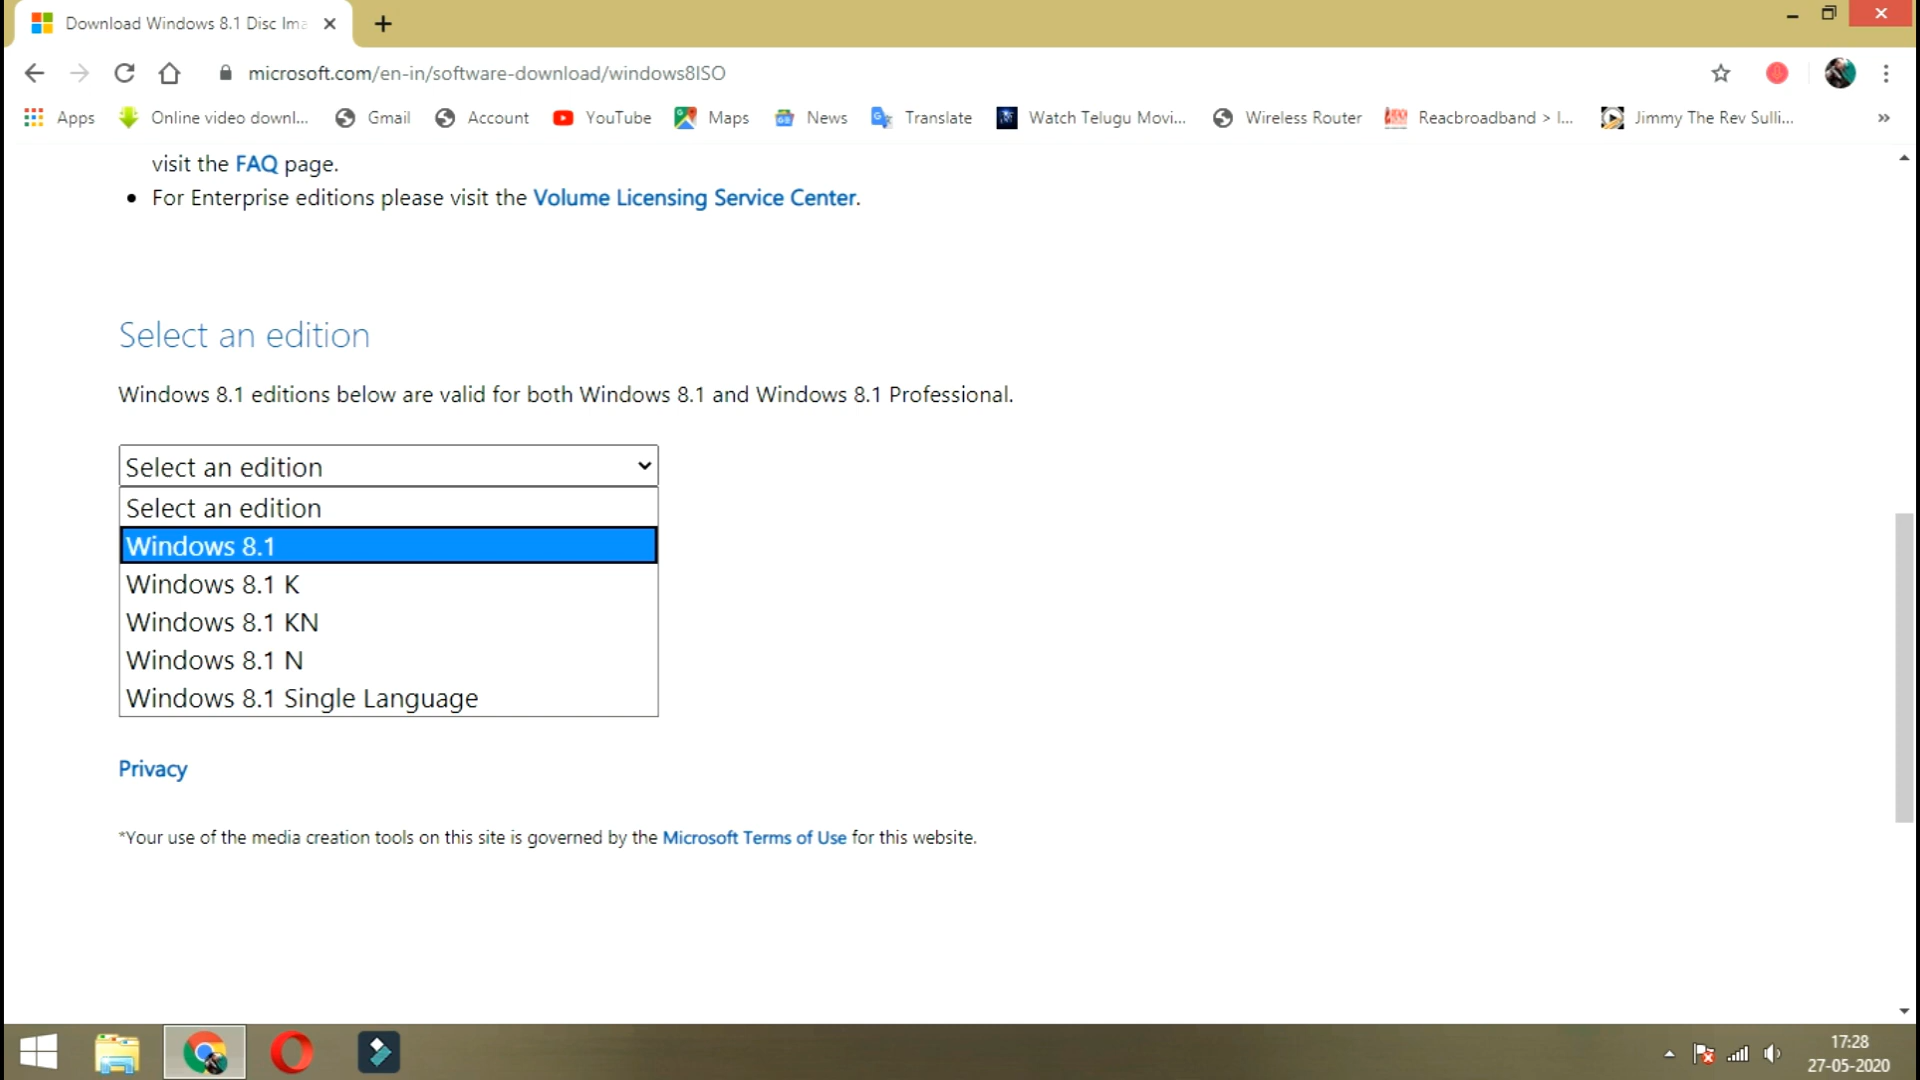 Download Windows 8.1 Disc Ima
microsoft.com/en-in/software-download/windows8ISO
Apps Online video downl... Gmail Account YouTube Maps News Translate Watch Telugu Movi... Wireless Router Reacbroadband > I... Jimmy The Rev Sulli... »
visit the FAQ page.
• For Enterprise editions please visit the Volume Licensing Service Center.
Select an edition
Windows 8.1 editions below are valid for both Windows 8.1 and Windows 8.1 Professional.
Select an edition
Select an edition
Windows 8.1
Windows 8.1 K
Windows 8.1 KN
Windows 8.1 N
Windows 8.1 Single Language
Privacy
*Your use of the media creation tools on this site is governed by the Microsoft Terms of Use for this website.
17:28
27-05-2020